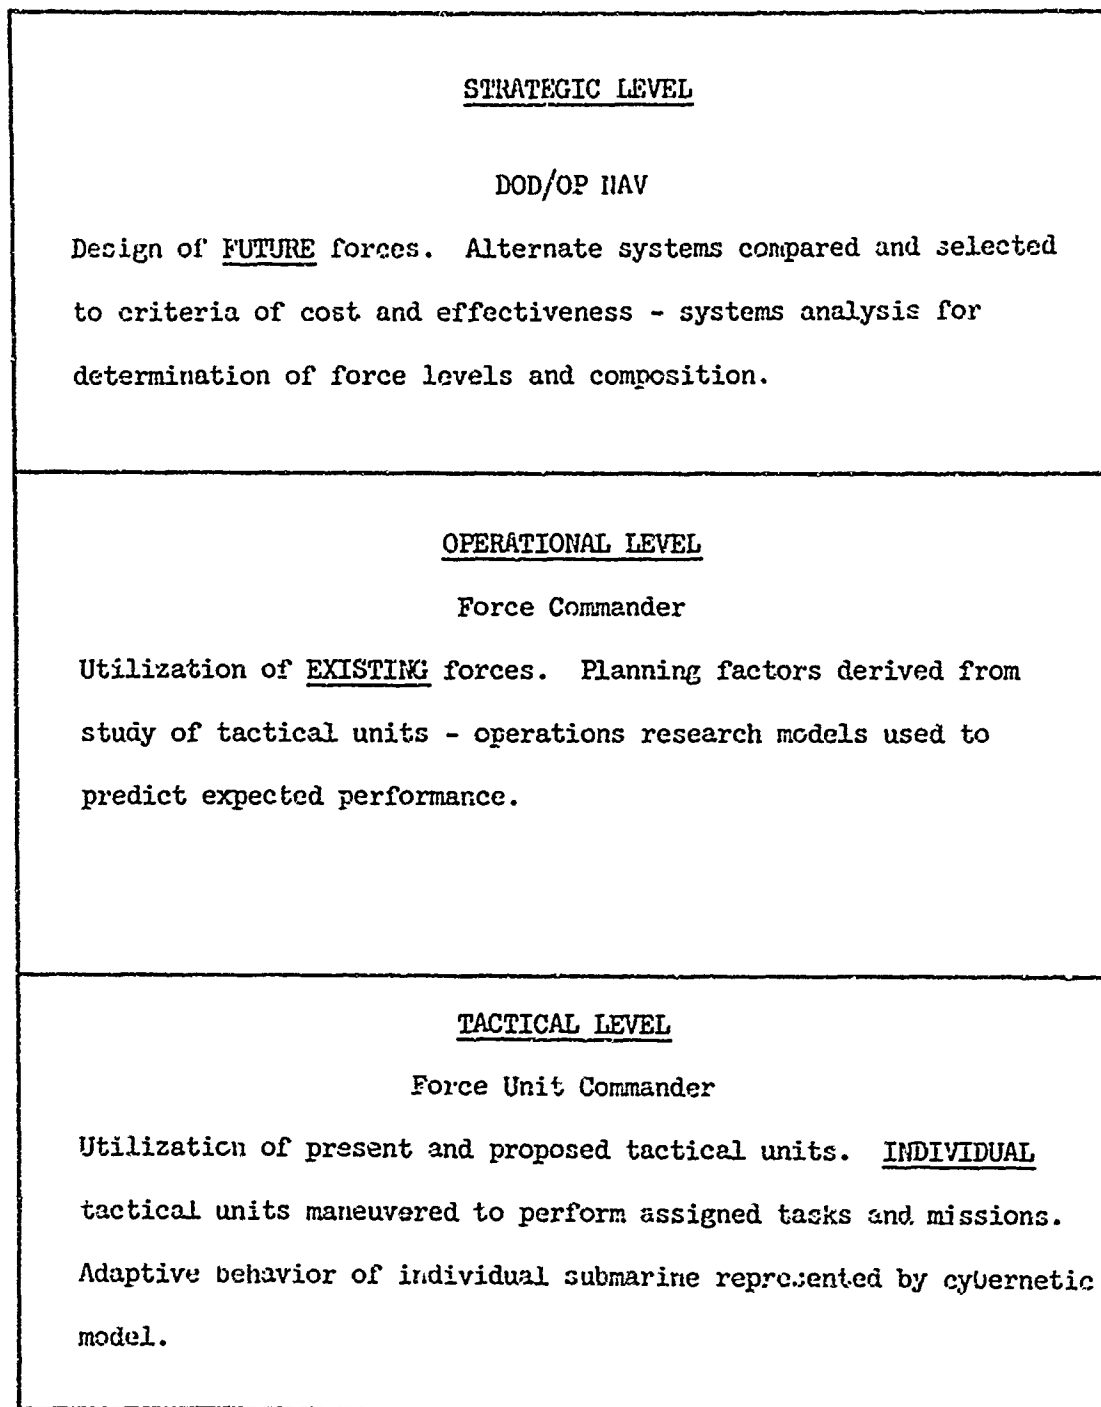 STRATEGIC LEVEL
DOD/OP NAV
Design of FUTURE forces. Alternate systems compared and selected
to criteria of cost and effectiveness - systems analysis for
determination of force levels and composition.
OPERATIONAL LEVEL
Force Commander
Utilization of EXISTING forces. Planning factors derived from
study of tactical units - operations research models used to
predict expected performance.
TACTICAL LEVEL
Force Unit Commander
Utilization of present and proposed tactical units. INDIVIDUAL
tactical units maneuvered to perform assigned tasks and missions.
Adaptive behavior of individual submarine represented by cybernetic
model.